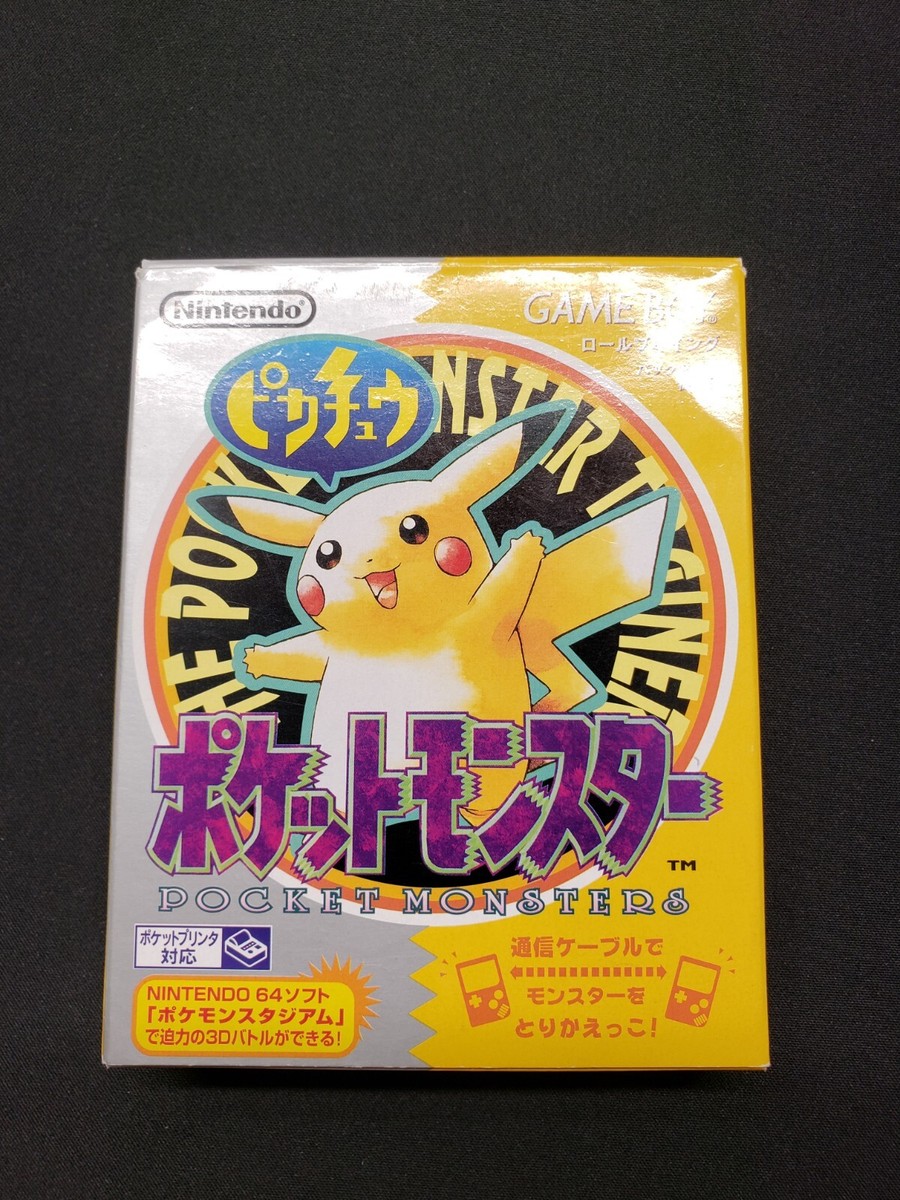 Nintendo
GAME BOY
ロールプレイング
ピカチュウ
THE POCKET MONSTER TRAINER
ポケットモンスター
TM
POCKET MONSTERS
ポケットプリンタ
対応
通信ケーブルで
モンスターを
とりかえっこ!
NINTENDO 64ソフト
「ポケモンスタジアム」
で迫力の3Dバトルができる!